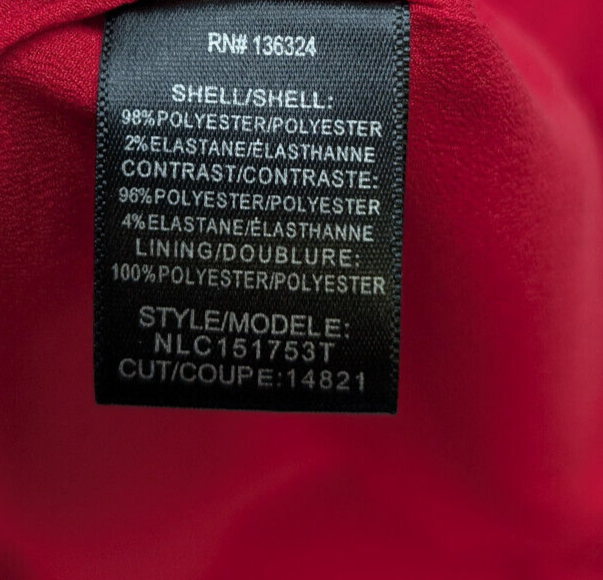 RN# 136324
SHELL/SHELL:
98%POLYESTER/POLYESTER
2%ELASTANE/ÉLASTHANNE
CONTRAST/CONTRASTE:
96%POLYESTER/POLYESTER
4%ELASTANE/ÉLASTHANNE
LINING/DOUBLURE:
100%POLYESTER/POLYESTER
STYLE/MODELE:
NLC151753T
CUT/COUPE:14821